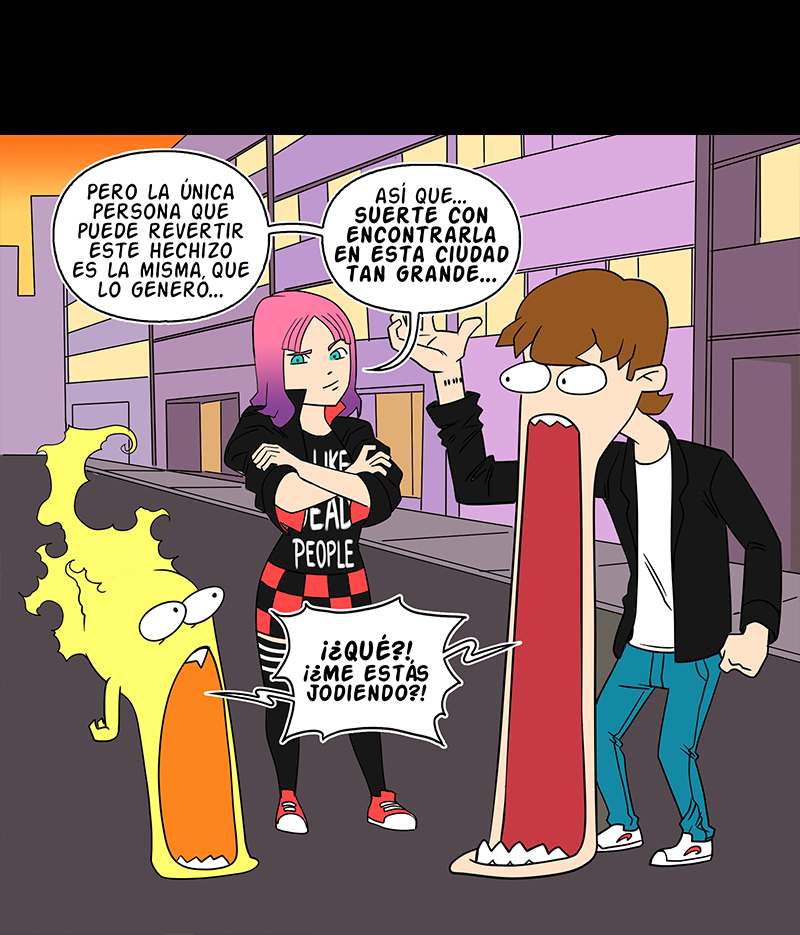 PERO LA ÚNICA
PERSONA QUE
PUEDE REVERTIR
ESTE HECHIZO
ES LA MISMA QUE
LO GENERÓ...
ASÍ QUE...
SUERTE CON
ENCONTRARLA
EN ESTA CIUDAD
TAN GRANDE...
LIKE
DEAD
PEOPLE
¡¿QUÉ?!
¡¿ME ESTÁS
JODIENDO?!